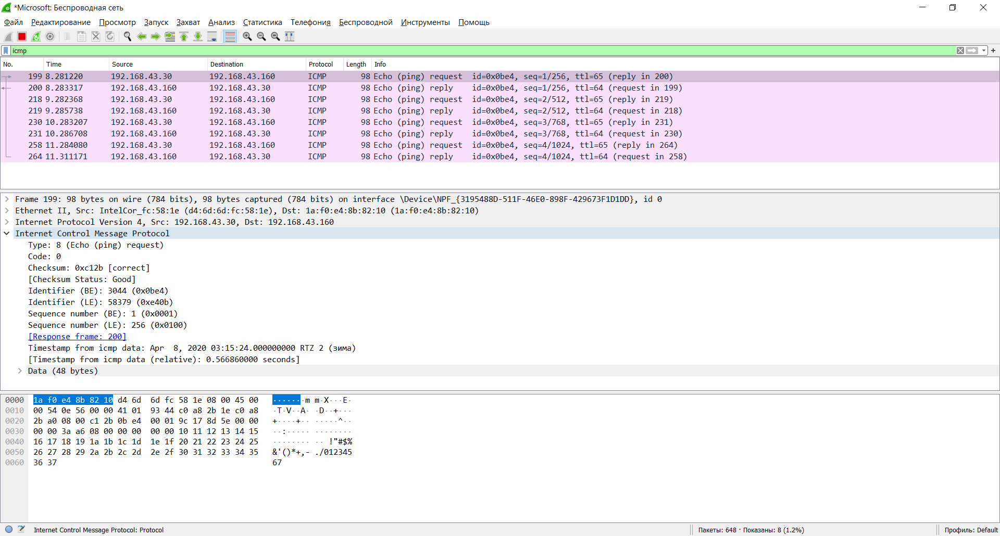 *Microsoft: Беспроводная сеть
Файл Редактирование Просмотр Запуск Захват Анализ Статистика Телефония Беспроводной Инструменты Помощь
icmp
No. Time Source Destination Protocol Length Info
199 8.281220 192.168.43.30 192.168.43.160 ICMP 98 Echo (ping) request id=0x0be4, seq=1/256, ttl=65 (reply in 200)
200 8.283317 192.168.43.160 192.168.43.30 ICMP 98 Echo (ping) reply id=0x0be4, seq=1/256, ttl=64 (request in 199)
218 9.282368 192.168.43.30 192.168.43.160 ICMP 98 Echo (ping) request id=0x0be4, seq=2/512, ttl=65 (reply in 219)
219 9.285738 192.168.43.160 192.168.43.30 ICMP 98 Echo (ping) reply id=0x0be4, seq=2/512, ttl=64 (request in 218)
230 10.283207 192.168.43.30 192.168.43.160 ICMP 98 Echo (ping) request id=0x0be4, seq=3/768, ttl=65 (reply in 231)
231 10.286708 192.168.43.160 192.168.43.30 ICMP 98 Echo (ping) reply id=0x0be4, seq=3/768, ttl=64 (request in 230)
258 11.284080 192.168.43.30 192.168.43.160 ICMP 98 Echo (ping) request id=0x0be4, seq=4/1024, ttl=65 (reply in 264)
264 11.311171 192.168.43.160 192.168.43.30 ICMP 98 Echo (ping) reply id=0x0be4, seq=4/1024, ttl=64 (request in 258)
Frame 199: 98 bytes on wire (784 bits), 98 bytes captured (784 bits) on interface \Device\NPF_{3195488D-511F-46E0-898F-429673F1D1DD}, id 0
Ethernet II, Src: IntelCor_fc:58:1e (d4:6d:6d:fc:58:1e), Dst: 1a:f0:e4:8b:82:10 (1a:f0:e4:8b:82:10)
Internet Protocol Version 4, Src: 192.168.43.30, Dst: 192.168.43.160
Internet Control Message Protocol
Type: 8 (Echo (ping) request)
Code: 0
Checksum: 0xc12b [correct]
[Checksum Status: Good]
Identifier (BE): 3044 (0x0be4)
Identifier (LE): 58379 (0xe40b)
Sequence number (BE): 1 (0x0001)
Sequence number (LE): 256 (0x0100)
[Response frame: 200]
Timestamp from icmp data: Apr  8, 2020 03:15:24.000000000 RTZ 2 (зима)
[Timestamp from icmp data (relative): 0.566860000 seconds]
Data (48 bytes)
0000 1a f0 e4 8b 82 10 d4 6d 6d fc 58 1e 08 00 45 00 ·······m m·X···E·
0010 00 54 0e 56 00 00 41 01 93 44 c0 a8 2b 1e c0 a8 ·T·V··A· ·D··+···
0020 2b a0 08 00 c1 2b 0be4 00 01 9c 17 8d 5e 00 00 +····+·· ·····^··
0030 00 00 3a a6 08 00 00 00 00 00 10 11 12 13 14 15 ··:····· ········
0040 16 17 18 19 1a 1b 1c 1d 1e 1f 20 21 22 23 24 25 ········ ·· !"#$%
0050 26 27 28 29 2a 2b 2c 2d 2e 2f 30 31 32 33 34 35 &'()*+,- ./012345
0060 36 37 67
Internet Control Message Protocol: Protocol Пакеты: 648 · Показаны: 8 (1.2%) Профиль: Default